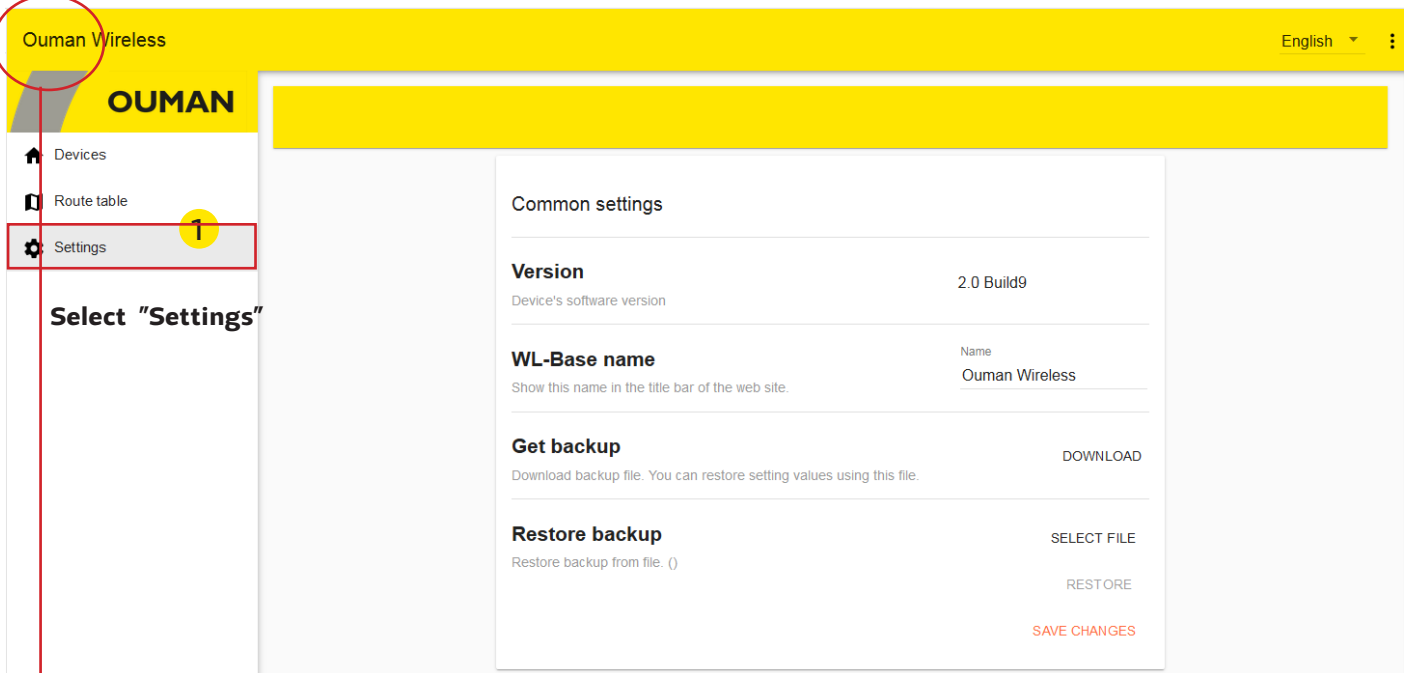 Ouman Wireless
English
OUMAN
Devices
Route table
1
Settings
Select "Settings"
Common settings
Version
2.0 Build9
Device's software version
WL-Base name
Name
Ouman Wireless
Show this name in the title bar of the web site.
Get backup
DOWNLOAD
Download backup file. You can restore setting values using this file.
Restore backup
SELECT FILE
Restore backup from file. ()
RESTORE
SAVE CHANGES